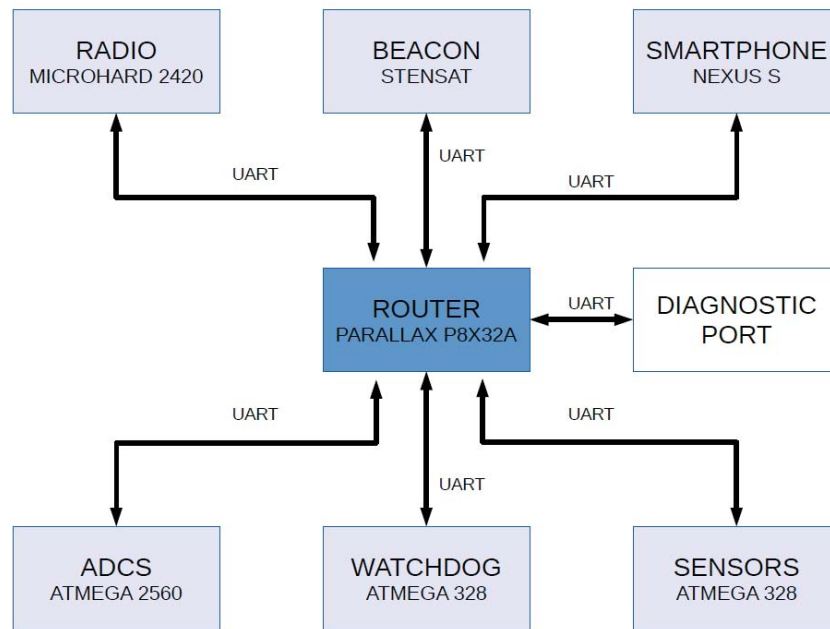 RADIO
MICROHARD 2420
BEACON
STENSAT
SMARTPHONE
NEXUS S
UART
UART
UART
ROUTER
PARALLAX P8X32A
UART
DIAGNOSTIC
PORT
UART
UART
UART
ADCS
ATMEGA 2560
WATCHDOG
ATMEGA 328
SENSORS
ATMEGA 328